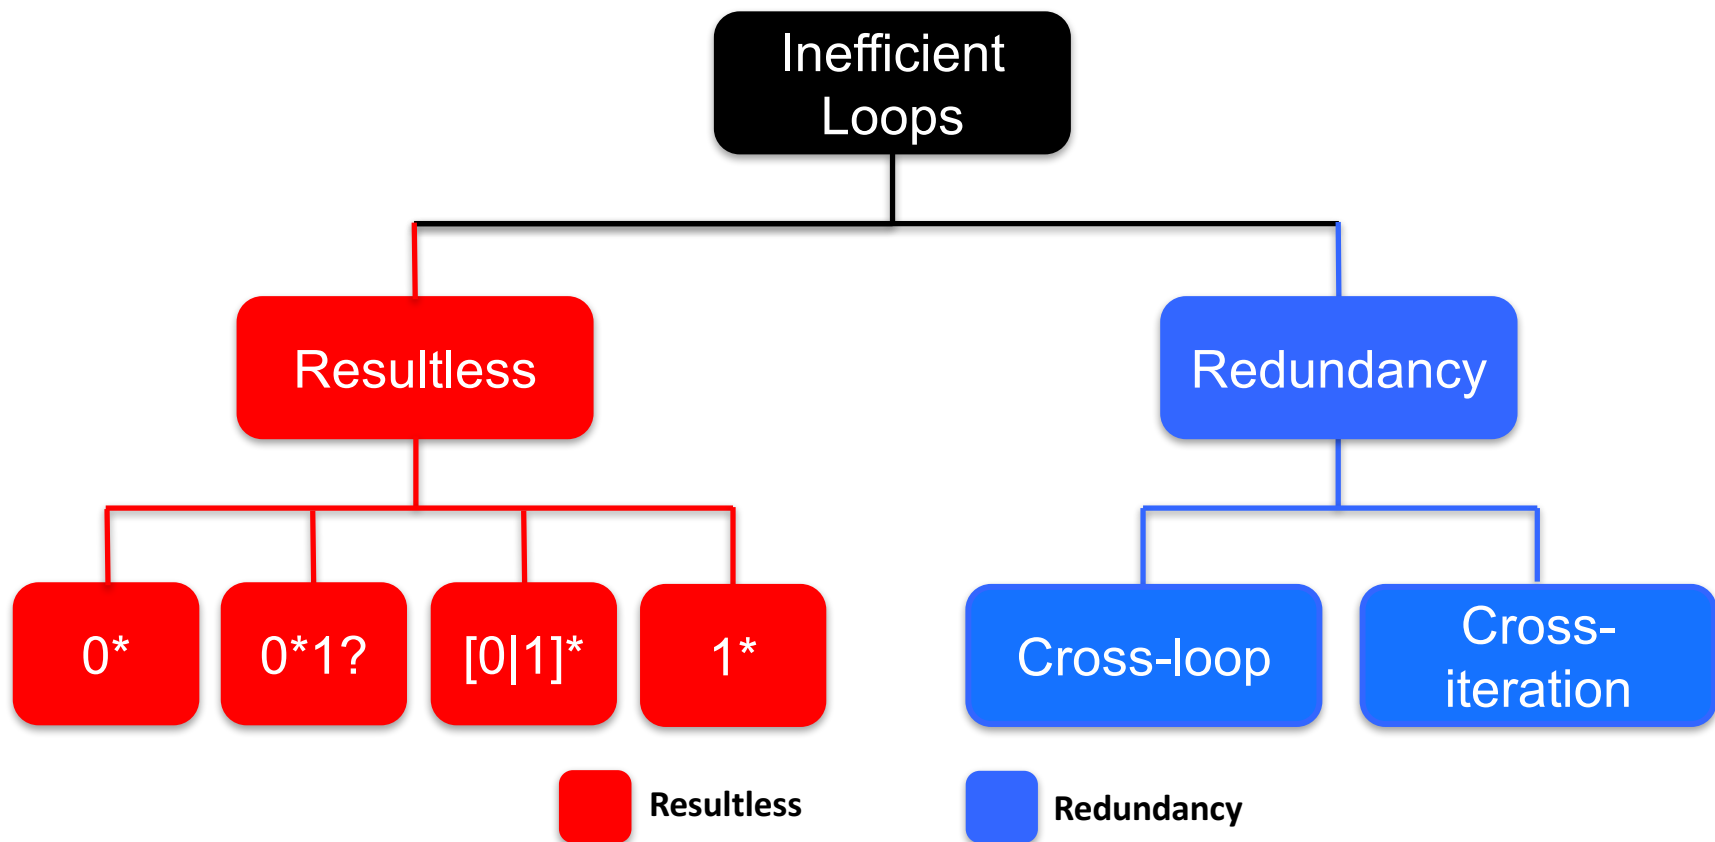 Inefficient
Loops
Resultless
Redundancy
0*
0*1?
[0|1]*
1*
Cross-loop
Cross-
iteration
Resultless
Redundancy